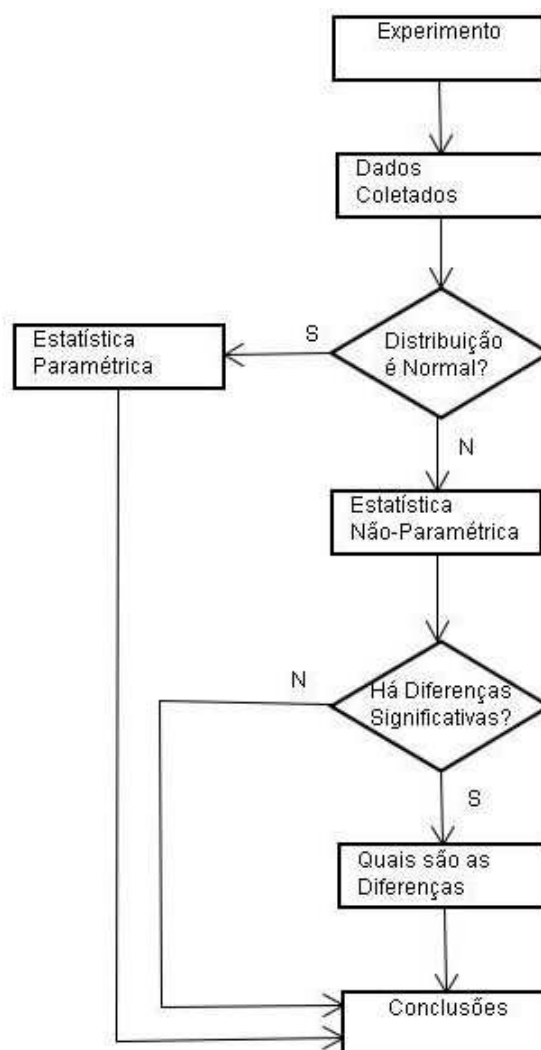 Experimento
Dados
Coletados
Distribuição
é Normal?
S
Estatística
Paramétrica
N
Estatística
Não-Paramétrica
Há Diferenças
Significativas?
N
S
Quais são as
Diferenças
Conclusões